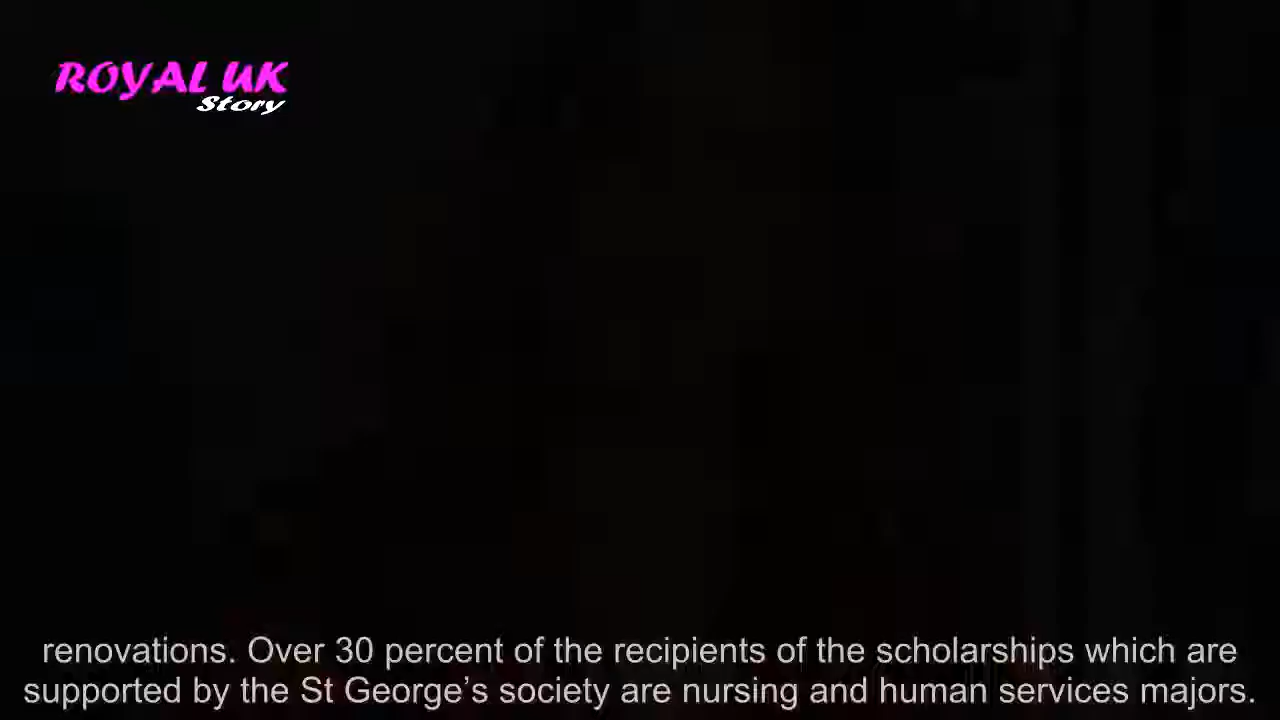 ROYAL UK
Story
renovations. Over 30 percent of the recipients of the scholarships which are
supported by the St George’s society are nursing and human services majors.